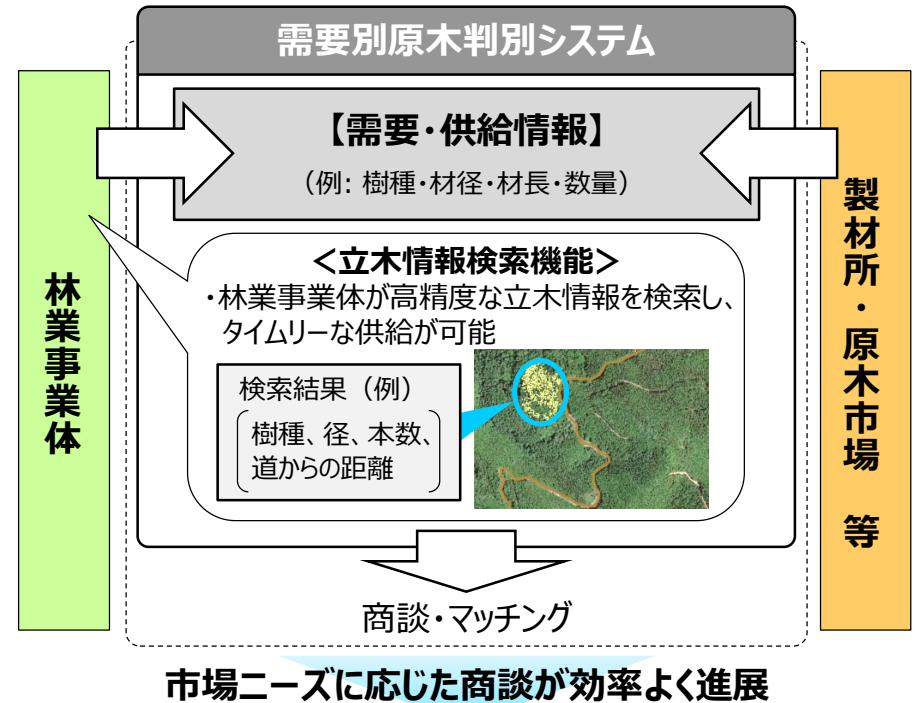 需要別原木判別システム
【需要・供給情報】
（例: 樹種・材径・材長・数量）
林業事業体
製材所・原木市場　等
＜立木情報検索機能＞
・林業事業体が高精度な立木情報を検索し、
タイムリーな供給が可能
検索結果（例）
樹種、径、本数、
道からの距離
商談・マッチング
市場ニーズに応じた商談が効率よく進展